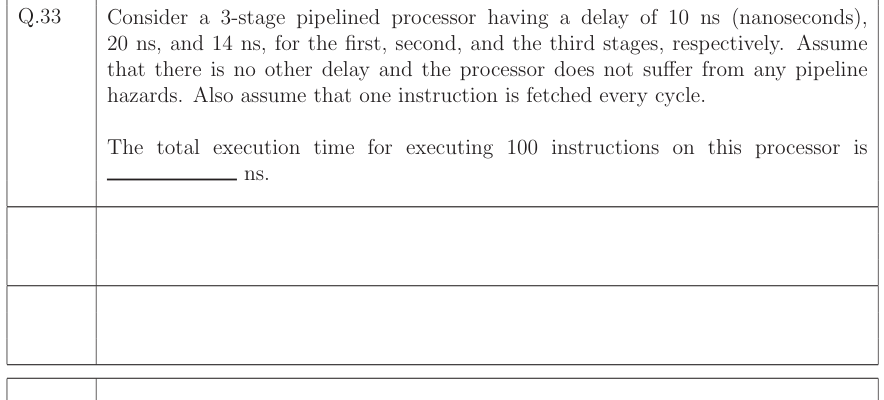 Q.33 Consider a 3-stage pipelined processor having a delay of 10 ns (nanoseconds),
20 ns, and 14 ns, for the first, second, and the third stages, respectively. Assume
that there is no other delay and the processor does not suffer from any pipeline
hazards. Also assume that one instruction is fetched every cycle.
The total execution time for executing 100 instructions on this processor is
__________ ns.